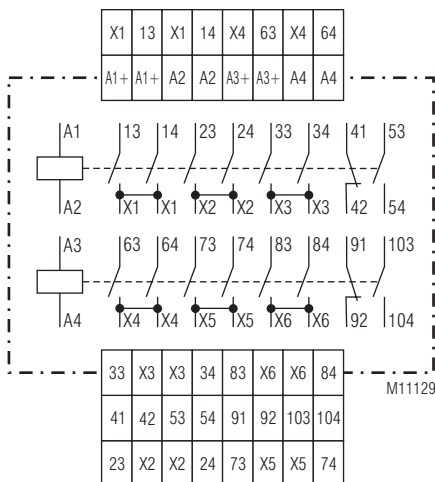 X1 13 X1 14 X4 63 X4 64
A1+ A1+ A2 A2 A3+ A3+ A4 A4
A1 13 14 23 24 33 34 41 53
A2 X1 X1 X2 X2 X3 X3 42 54
A3 63 64 73 74 83 84 91 103
A4 X4 X4 X5 X5 X6 X6 92 104
33 X3 X3 34 83 X6 X6 84
M11129
41 42 53 54 91 92 103 104
23 X2 X2 24 73 X5 X5 74